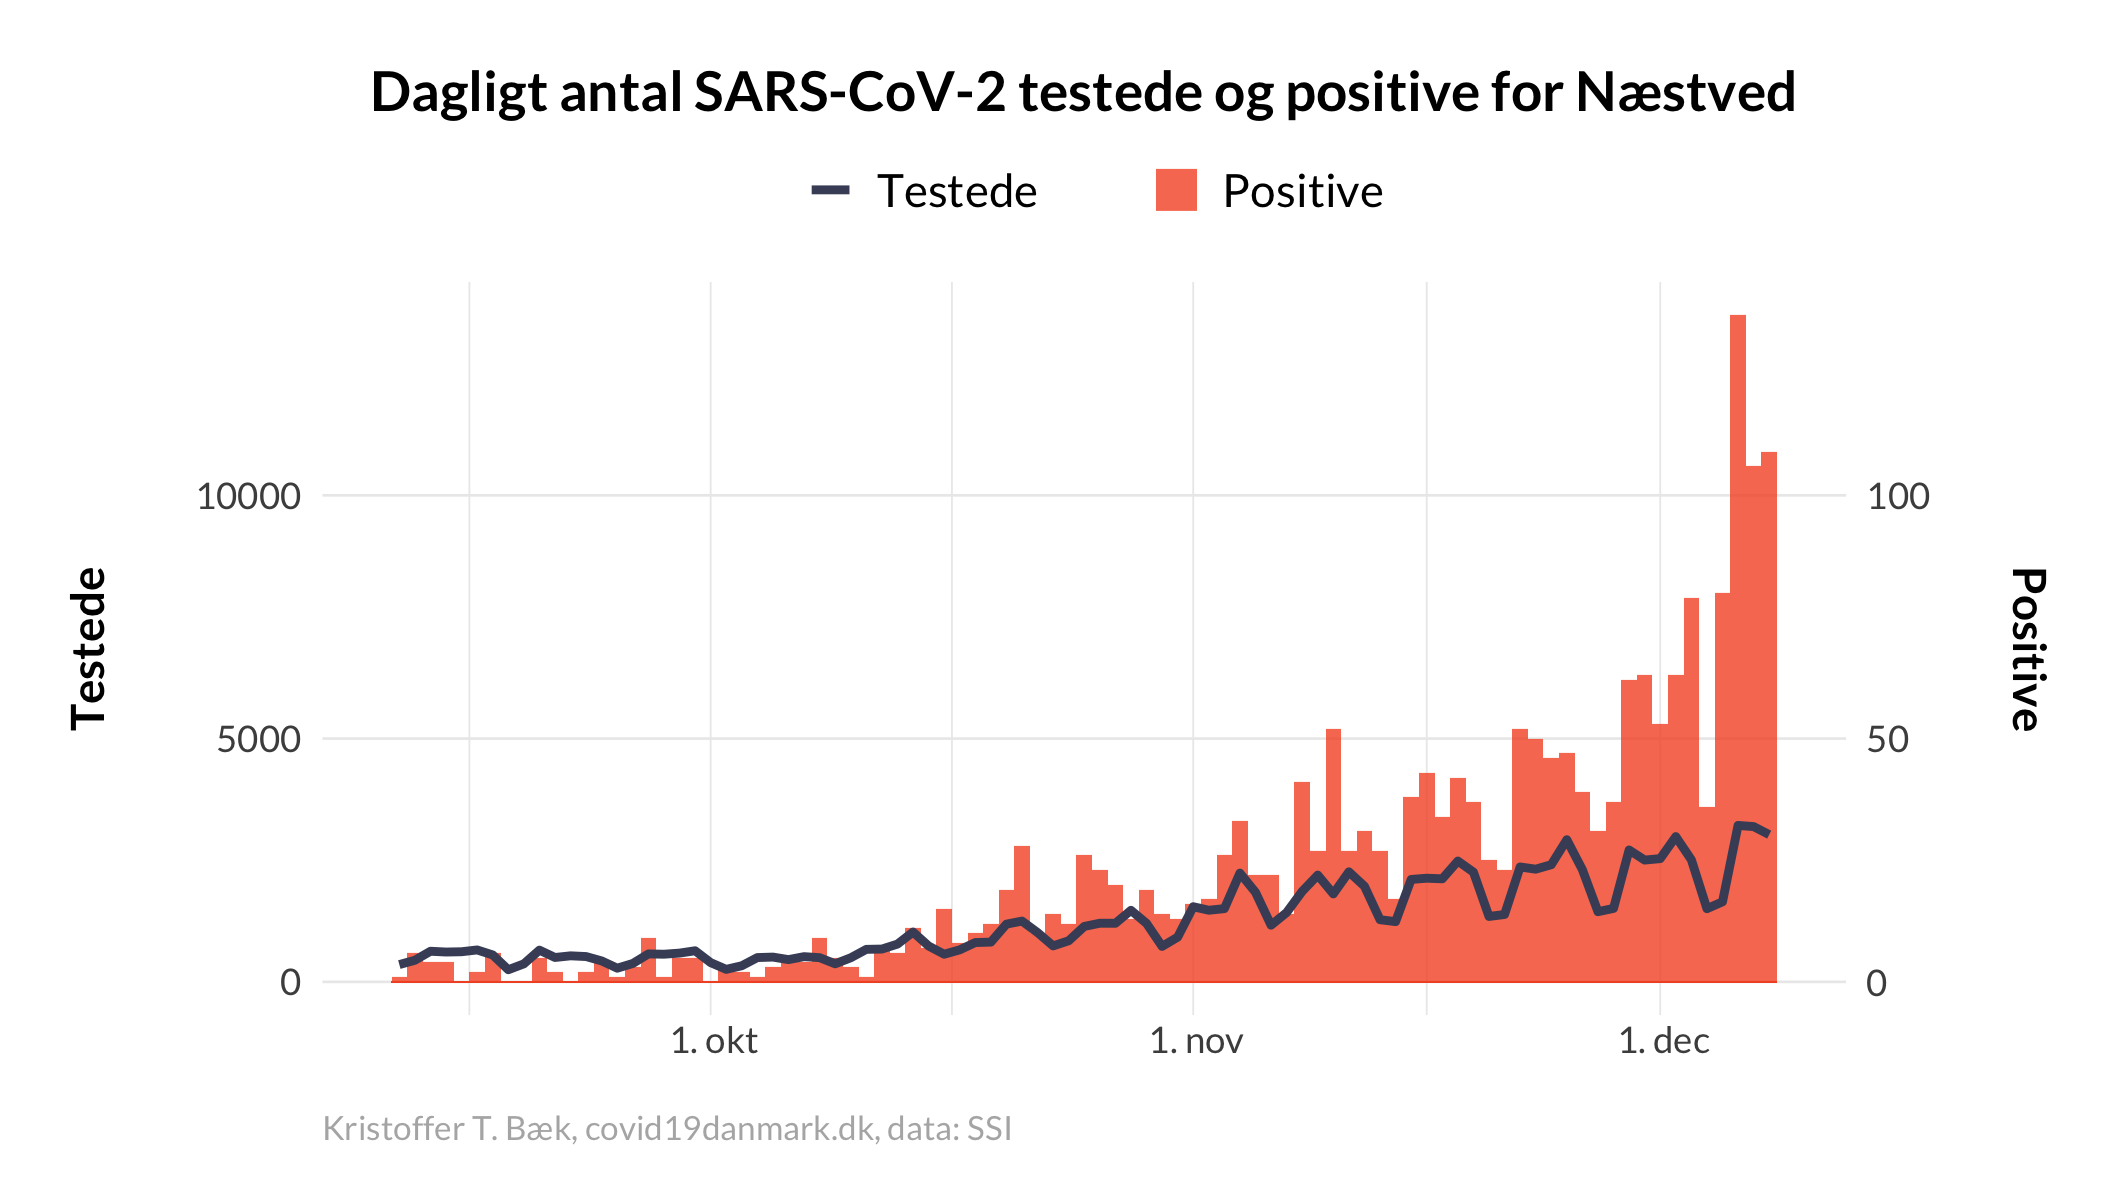 Dagligt antal SARS-CoV-2 testede og positive for Næstved
Testede
Positive
10000
5000
0
Testede
100
50
0
Positive
1. okt
1. nov
1. dec
Kristoffer T. Bæk, covid19danmark.dk, data: SSI